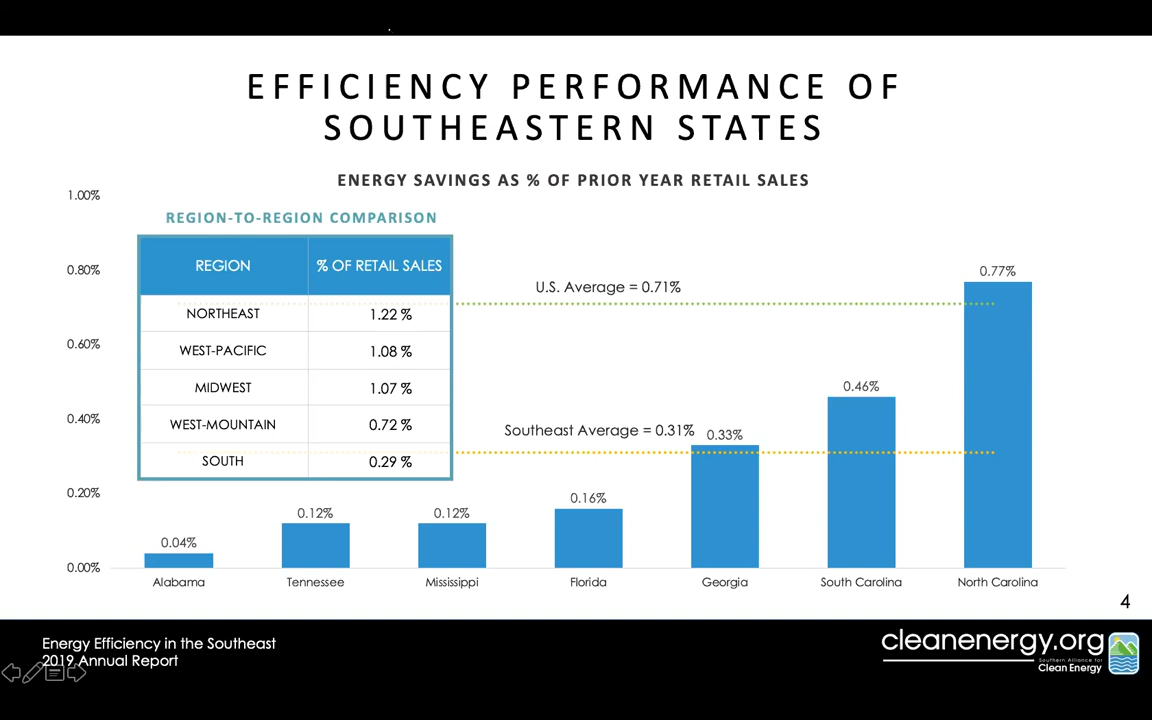 EFFICIENCY PERFORMANCE OF
SOUTHEASTERN STATES
ENERGY SAVINGS AS % OF PRIOR YEAR RETAIL SALES
1.00%
0.80%
0.60%
0.40%
0.20%
0.00%
REGION-TO-REGION COMPARISON
REGION % OF RETAIL SALES
NORTHEAST 1.22 %
WEST-PACIFIC 1.08 %
MIDWEST 1.07 %
WEST-MOUNTAIN 0.72 %
SOUTH 0.29 %
U.S. Average = 0.71%
Southeast Average = 0.31%
0.04%
0.12%
0.12%
0.16%
0.33%
0.46%
0.77%
Alabama
Tennessee
Mississippi
Florida
Georgia
South Carolina
North Carolina
4
Energy Efficiency in the Southeast
2019 Annual Report
cleanenergy.org
Southern Alliance for
Clean Energy